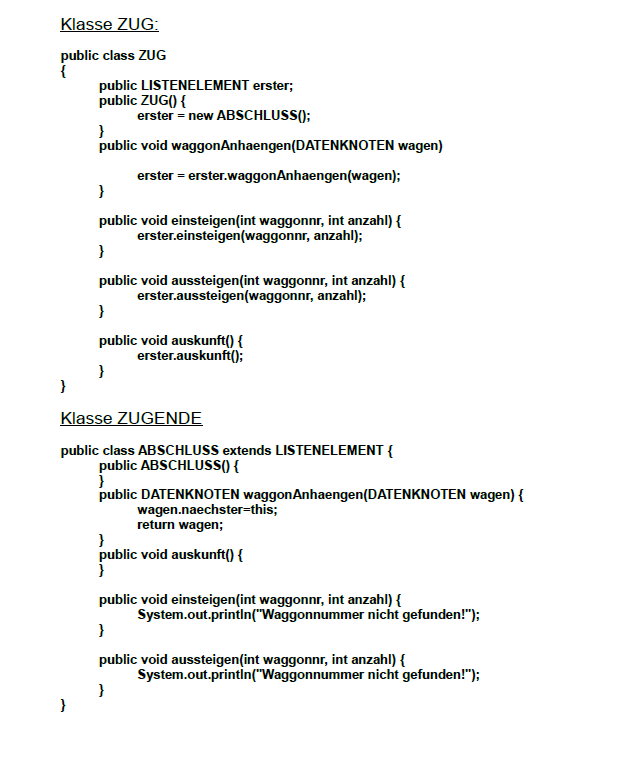 Klasse ZUG:
public class ZUG
{
public LISTENELEMENT erster;
public ZUG() {
erster = new ABSCHLUSS();
}
public void waggonAnhaengen(DATENKNOTEN wagen)
erster = erster.waggonAnhaengen(wagen);
}
public void einsteigen(int waggonnr, int anzahl) {
erster.einsteigen(waggonnr, anzahl);
}
public void aussteigen(int waggonnr, int anzahl) {
erster.aussteigen(waggonnr, anzahl);
}
public void auskunft() {
erster.auskunft();
}
}
Klasse ZUGENDE
public class ABSCHLUSS extends LISTENELEMENT {
public ABSCHLUSS() {
}
public DATENKNOTEN waggonAnhaengen(DATENKNOTEN wagen) {
wagen.naechster=this;
return wagen;
}
public void auskunft() {
}
public void einsteigen(int waggonnr, int anzahl) {
System.out.println("Waggonnummer nicht gefunden!");
}
public void aussteigen(int waggonnr, int anzahl) {
System.out.println("Waggonnummer nicht gefunden!");
}
}